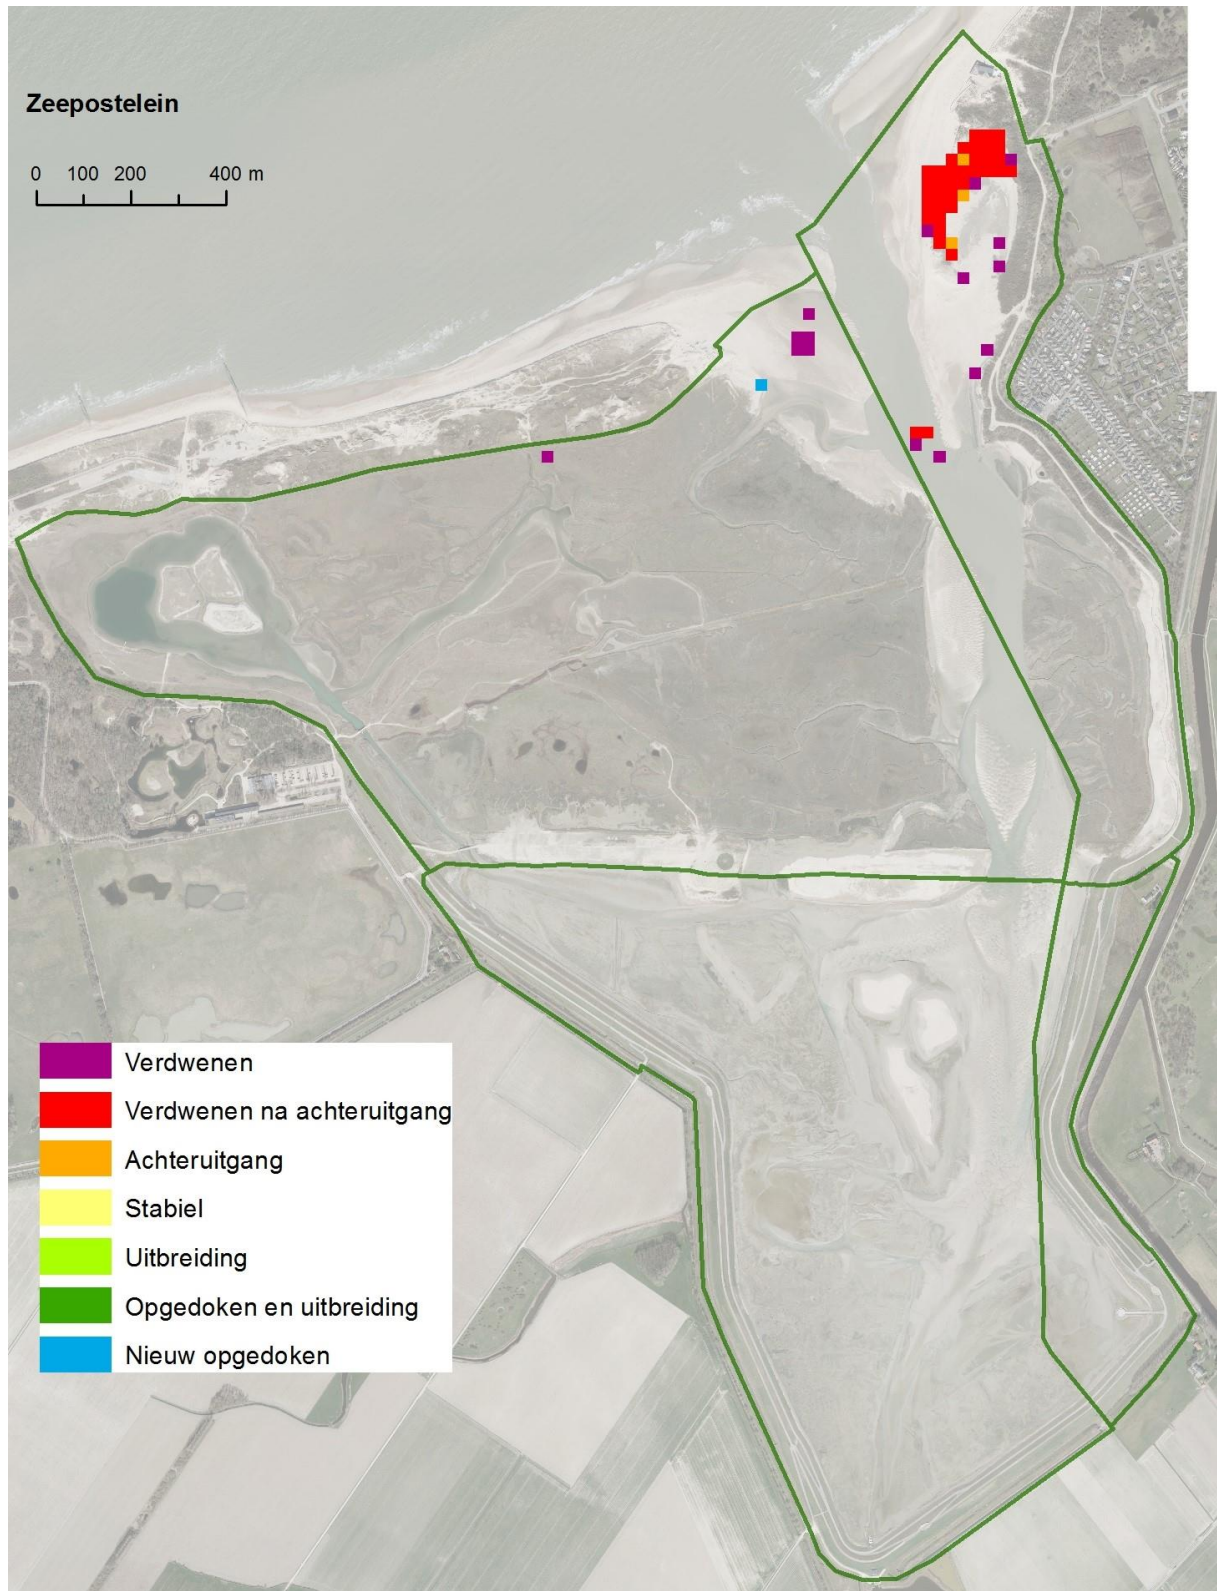 Zeepostelein
0 100 200 400 m
Verdwenen
Verdwenen na achteruitgang
Achteruitgang
Stabiel
Uitbreiding
Opgedoken en uitbreiding
Nieuw opgedoken